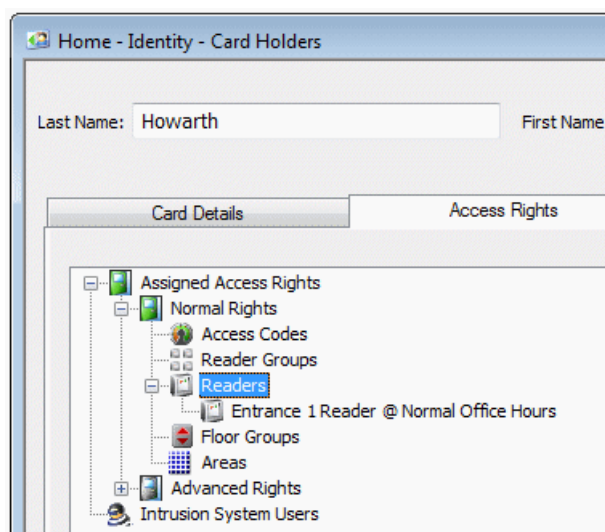 Home - Identity - Card Holders
Last Name: Howarth First Name
Card Details Access Rights
Assigned Access Rights
Normal Rights
Access Codes
Reader Groups
Readers
Entrance 1 Reader @ Normal Office Hours
Floor Groups
Areas
Advanced Rights
Intrusion System Users